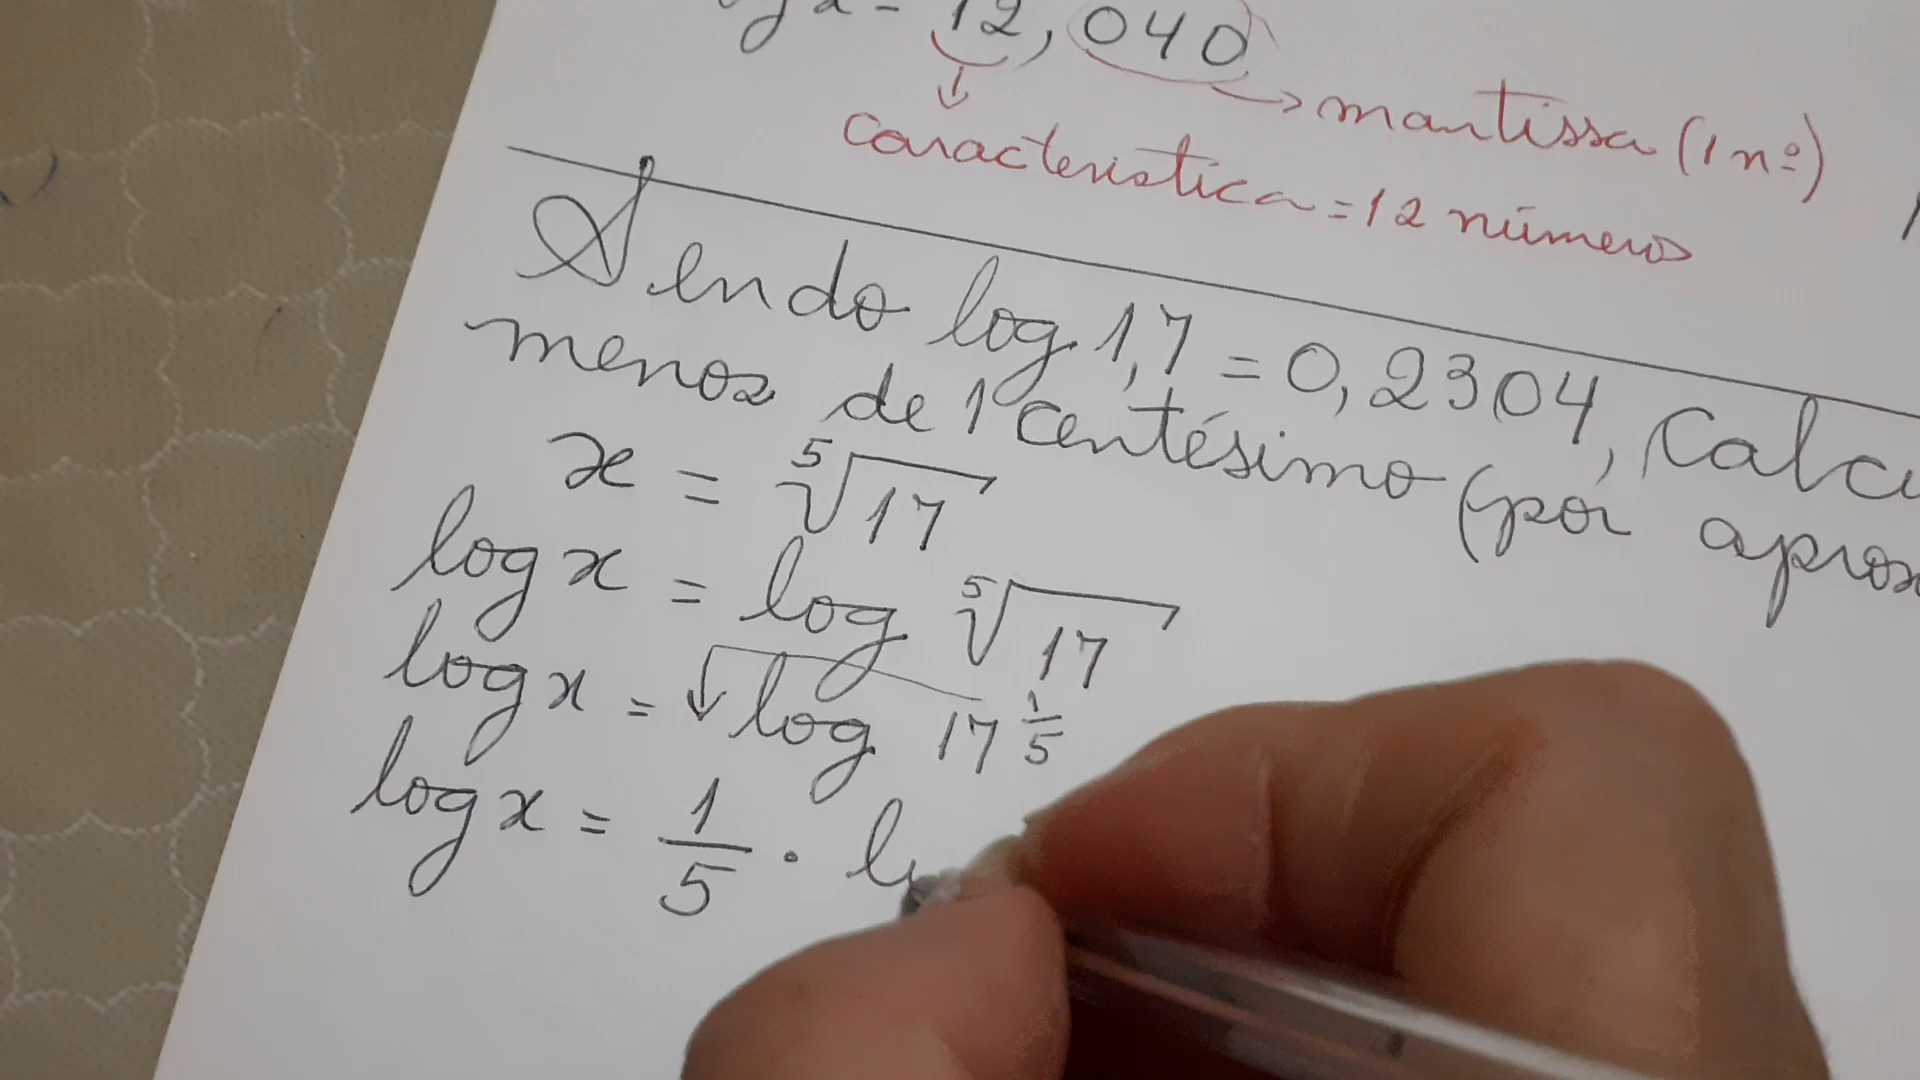 12,040
mantissa (1 nº)
característica = 12 números
Sendo log 1,7 = 0,2304, Calcu
menos de 1 centésimo (por aprox
x = ⁵√17
log x = log ⁵√17
log x = log 17^(1/5)
log x = 1/5 · l